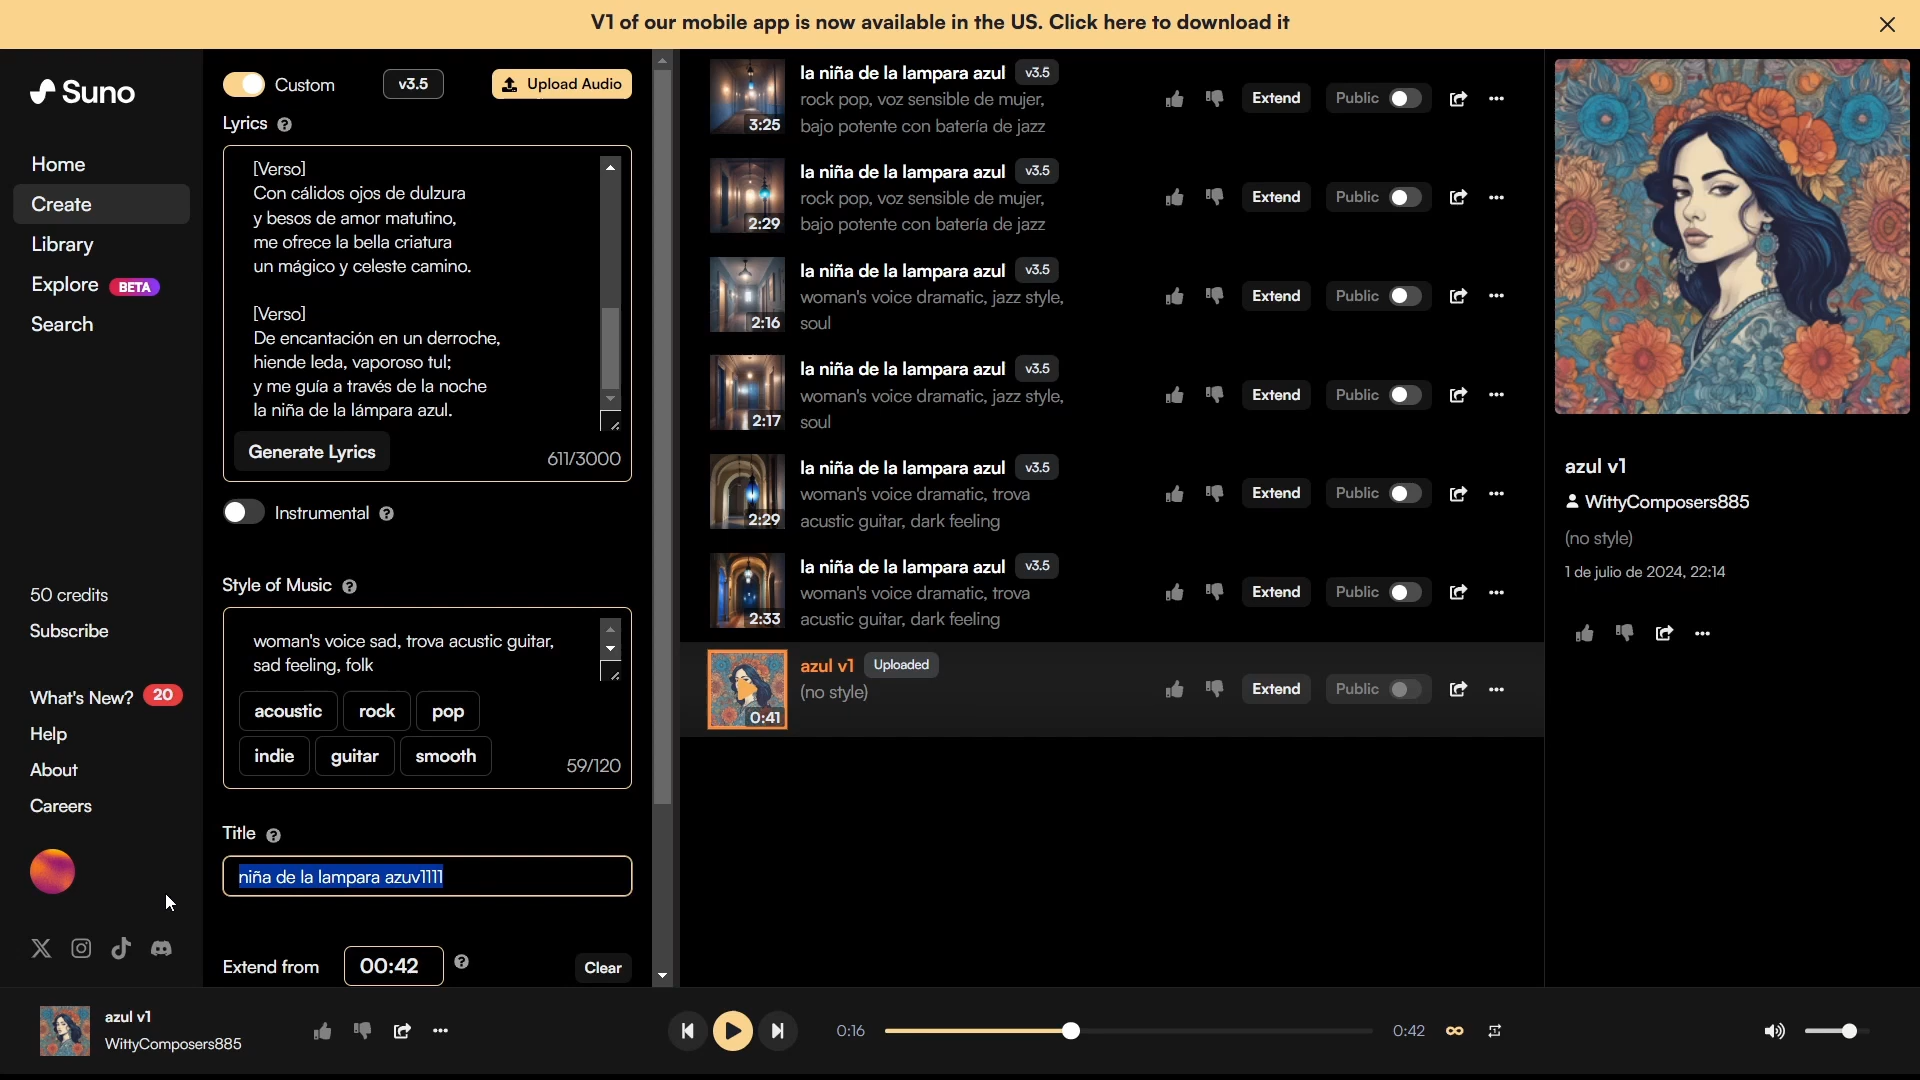 V1 of our mobile app is now available in the US. Click here to download it
Suno
Home
Create
Library
Explore BETA
Search
50 credits
Subscribe
What's New? 20
Help
About
Careers
Custom
v3.5
Upload Audio
Lyrics
[Verso]
Con cálidos ojos de dulzura
y besos de amor matutino,
me ofrece la bella criatura
un mágico y celeste camino.
[Verso]
De encantación en un derroche,
hiende leda, vaporoso tul;
y me guía a través de la noche
la niña de la lámpara azul.
Generate Lyrics
611/3000
Instrumental
Style of Music
woman's voice sad, trova acustic guitar,
sad feeling, folk
acoustic rock pop
indie guitar smooth
59/120
Title
niña de la lampara azuv1111
Extend from 00:42 Clear
la niña de la lampara azul v3.5
rock pop, voz sensible de mujer,
bajo potente con batería de jazz
3:25
Extend Public
la niña de la lampara azul v3.5
rock pop, voz sensible de mujer,
bajo potente con batería de jazz
2:29
Extend Public
la niña de la lampara azul v3.5
woman's voice dramatic, jazz style,
soul
2:16
Extend Public
la niña de la lampara azul v3.5
woman's voice dramatic, jazz style,
soul
2:17
Extend Public
la niña de la lampara azul v3.5
woman's voice dramatic, trova
acustic guitar, dark feeling
2:29
Extend Public
la niña de la lampara azul v3.5
woman's voice dramatic, trova
acustic guitar, dark feeling
2:33
Extend Public
azul v1 Uploaded
(no style)
0:41
Extend Public
azul v1
WittyComposers885
(no style)
1 de julio de 2024, 22:14
azul v1
WittyComposers885
0:16
0:42